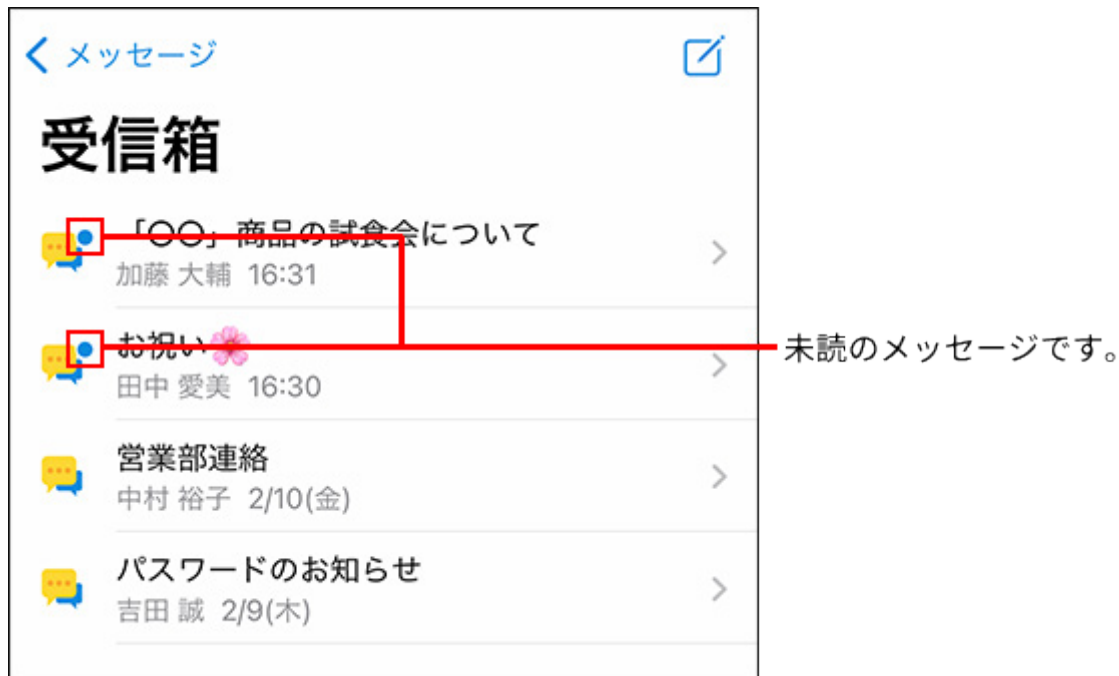 メッセージ
受信箱
「〇〇」商品の試食会について
加藤 大輔 16:31
お祝い🌸
田中 愛美 16:30
未読のメッセージです。
営業部連絡
中村 裕子 2/10(金)
パスワードのお知らせ
吉田 誠 2/9(木)